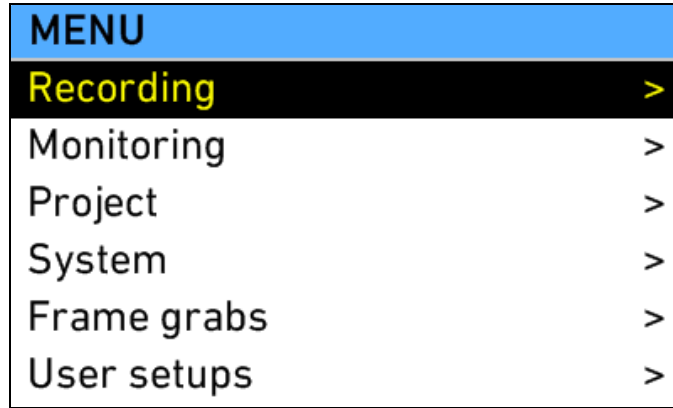 MENU
Recording >
Monitoring >
Project >
System >
Frame grabs >
User setups >